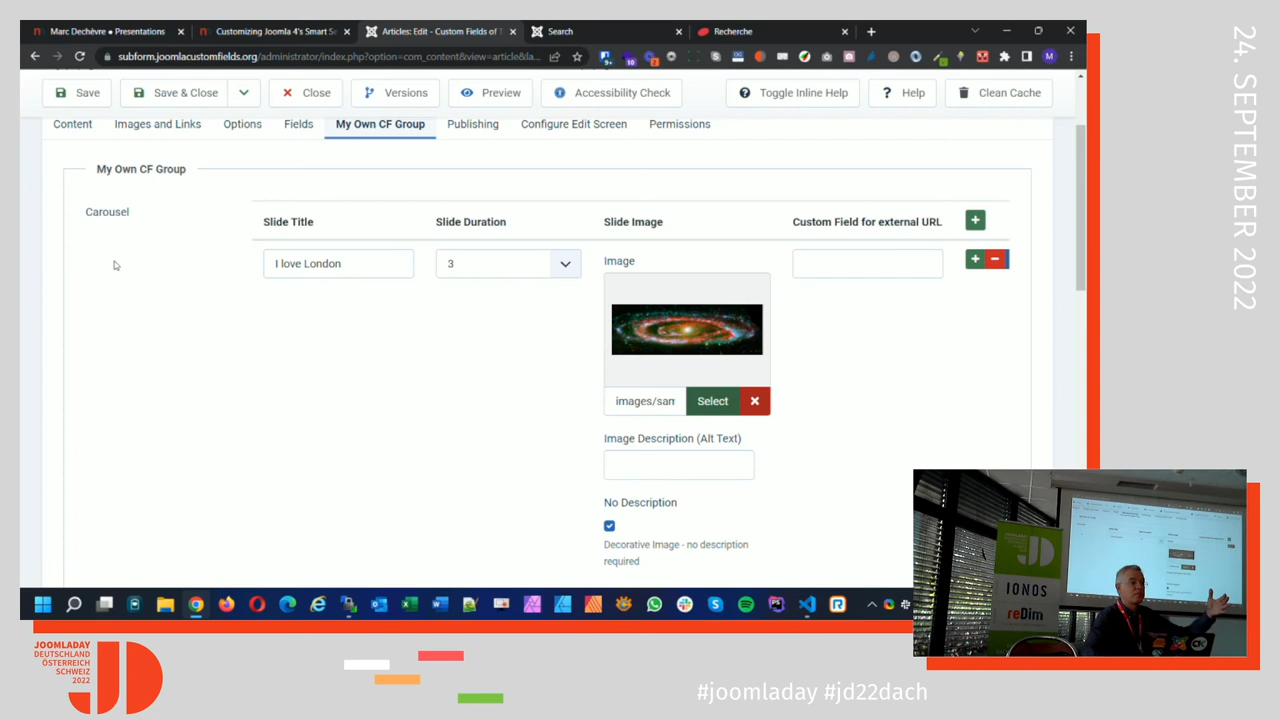 Marc Dechèvre • Presentations
Customizing Joomla 4's Smart Se
Articles: Edit - Custom Fields of T
Search
Recherche
subform.joomlacustomfields.org/administrator/index.php?option=com_content&view=article&la...
Save
Save & Close
Close
Versions
Preview
Accessibility Check
Toggle Inline Help
Help
Clean Cache
Content
Images and Links
Options
Fields
My Own CF Group
Publishing
Configure Edit Screen
Permissions
My Own CF Group
Carousel
Slide Title
Slide Duration
Slide Image
Custom Field for external URL
I love London
3
Image
images/sam
Select
Image Description (Alt Text)
No Description
Decorative Image - no description
required
24. SEPTEMBER 2022
JD
IONOS
reDim
JOOMLADAY
DEUTSCHLAND
ÖSTERREICH
SCHWEIZ
2022
JD
#joomladay #jd22dach